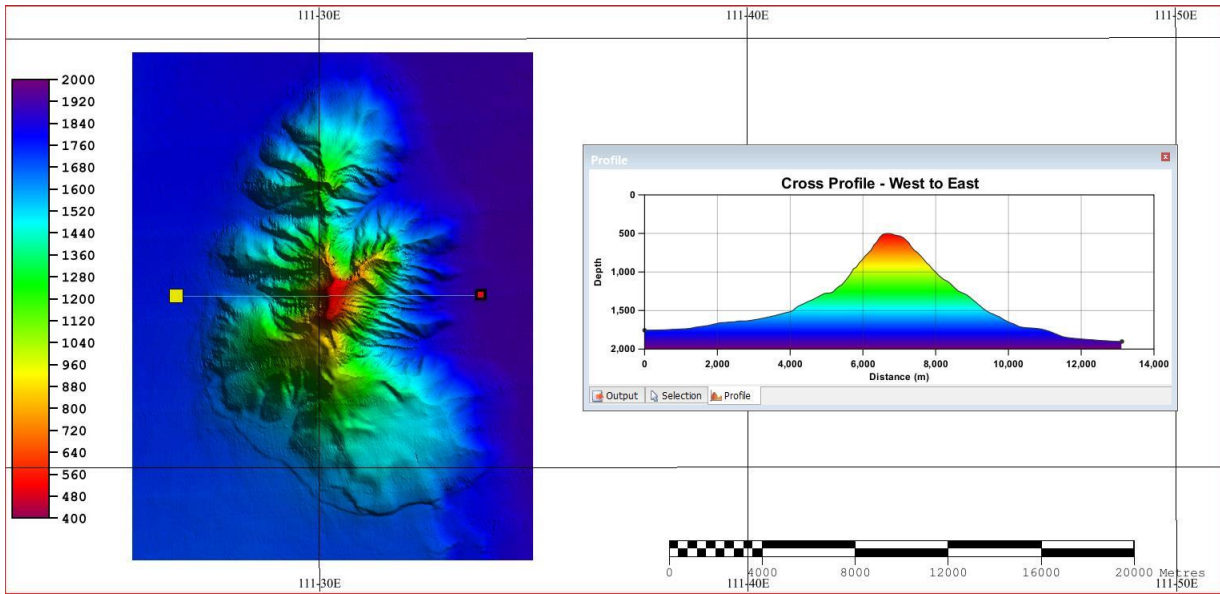 111-30E 111-40E 111-50E
2000
1920
1840
1760
1680
1600
1520
1440
1360
1280
1200
1120
1040
960
880
800
720
640
560
480
400
Profile
x
Cross Profile - West to East
0
500
1,000
1,500
2,000
Depth
0 2,000 4,000 6,000 8,000 10,000 12,000 14,000
Distance (m)
Output Selection Profile
0 4000 8000 12000 16000 20000 Metres
111-30E 111-40E 111-50E